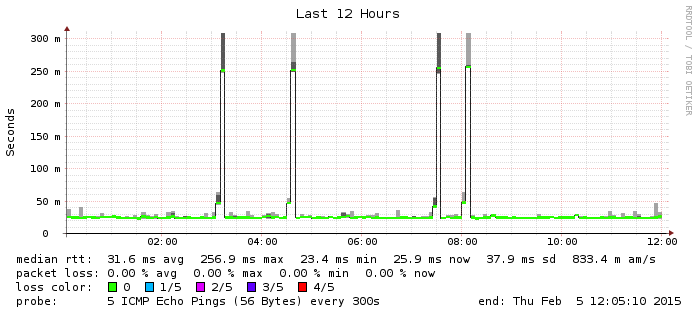 Last 12 Hours
RRDTOOL / TOBI OETIKER
Seconds
300 m
250 m
200 m
150 m
100 m
50 m
0
02:00 04:00 06:00 08:00 10:00 12:00
median rtt: 31.6 ms avg 256.9 ms max 23.4 ms min 25.9 ms now 37.9 ms sd 833.4 m am/s
packet loss: 0.00 % avg 0.00 % max 0.00 % min 0.00 % now
loss color: 0 1/5 2/5 3/5 4/5
probe: 5 ICMP Echo Pings (56 Bytes) every 300s end: Thu Feb 5 12:05:10 2015